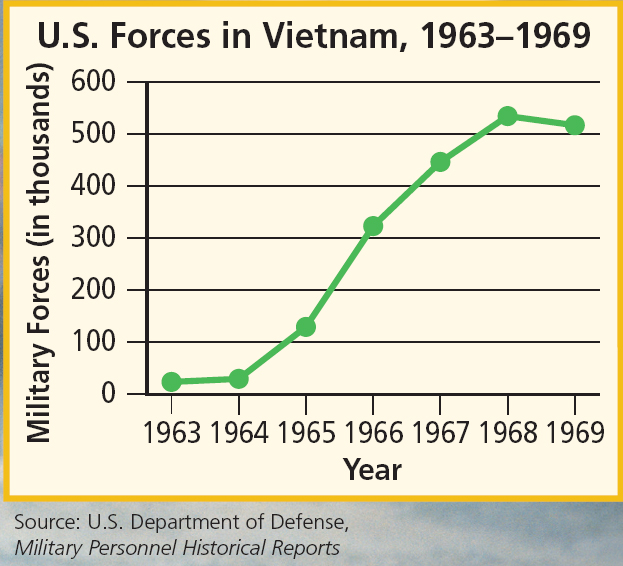 U.S. Forces in Vietnam, 1963–1969
Military Forces (in thousands)
600
500
400
300
200
100
0
1963 1964 1965 1966 1967 1968 1969
Year
Source: U.S. Department of Defense,
Military Personnel Historical Reports